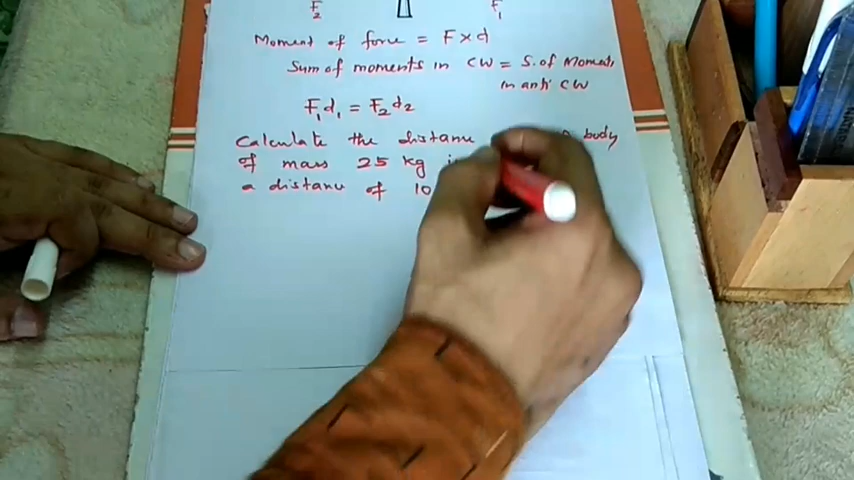 F₂ F₁
Moment of force = F×d
Sum of moments in CW = S. of Moments
in anti CW
F₁d₁ = F₂d₂
Calculate the distance body
of mass 25 kg
a distance of 10